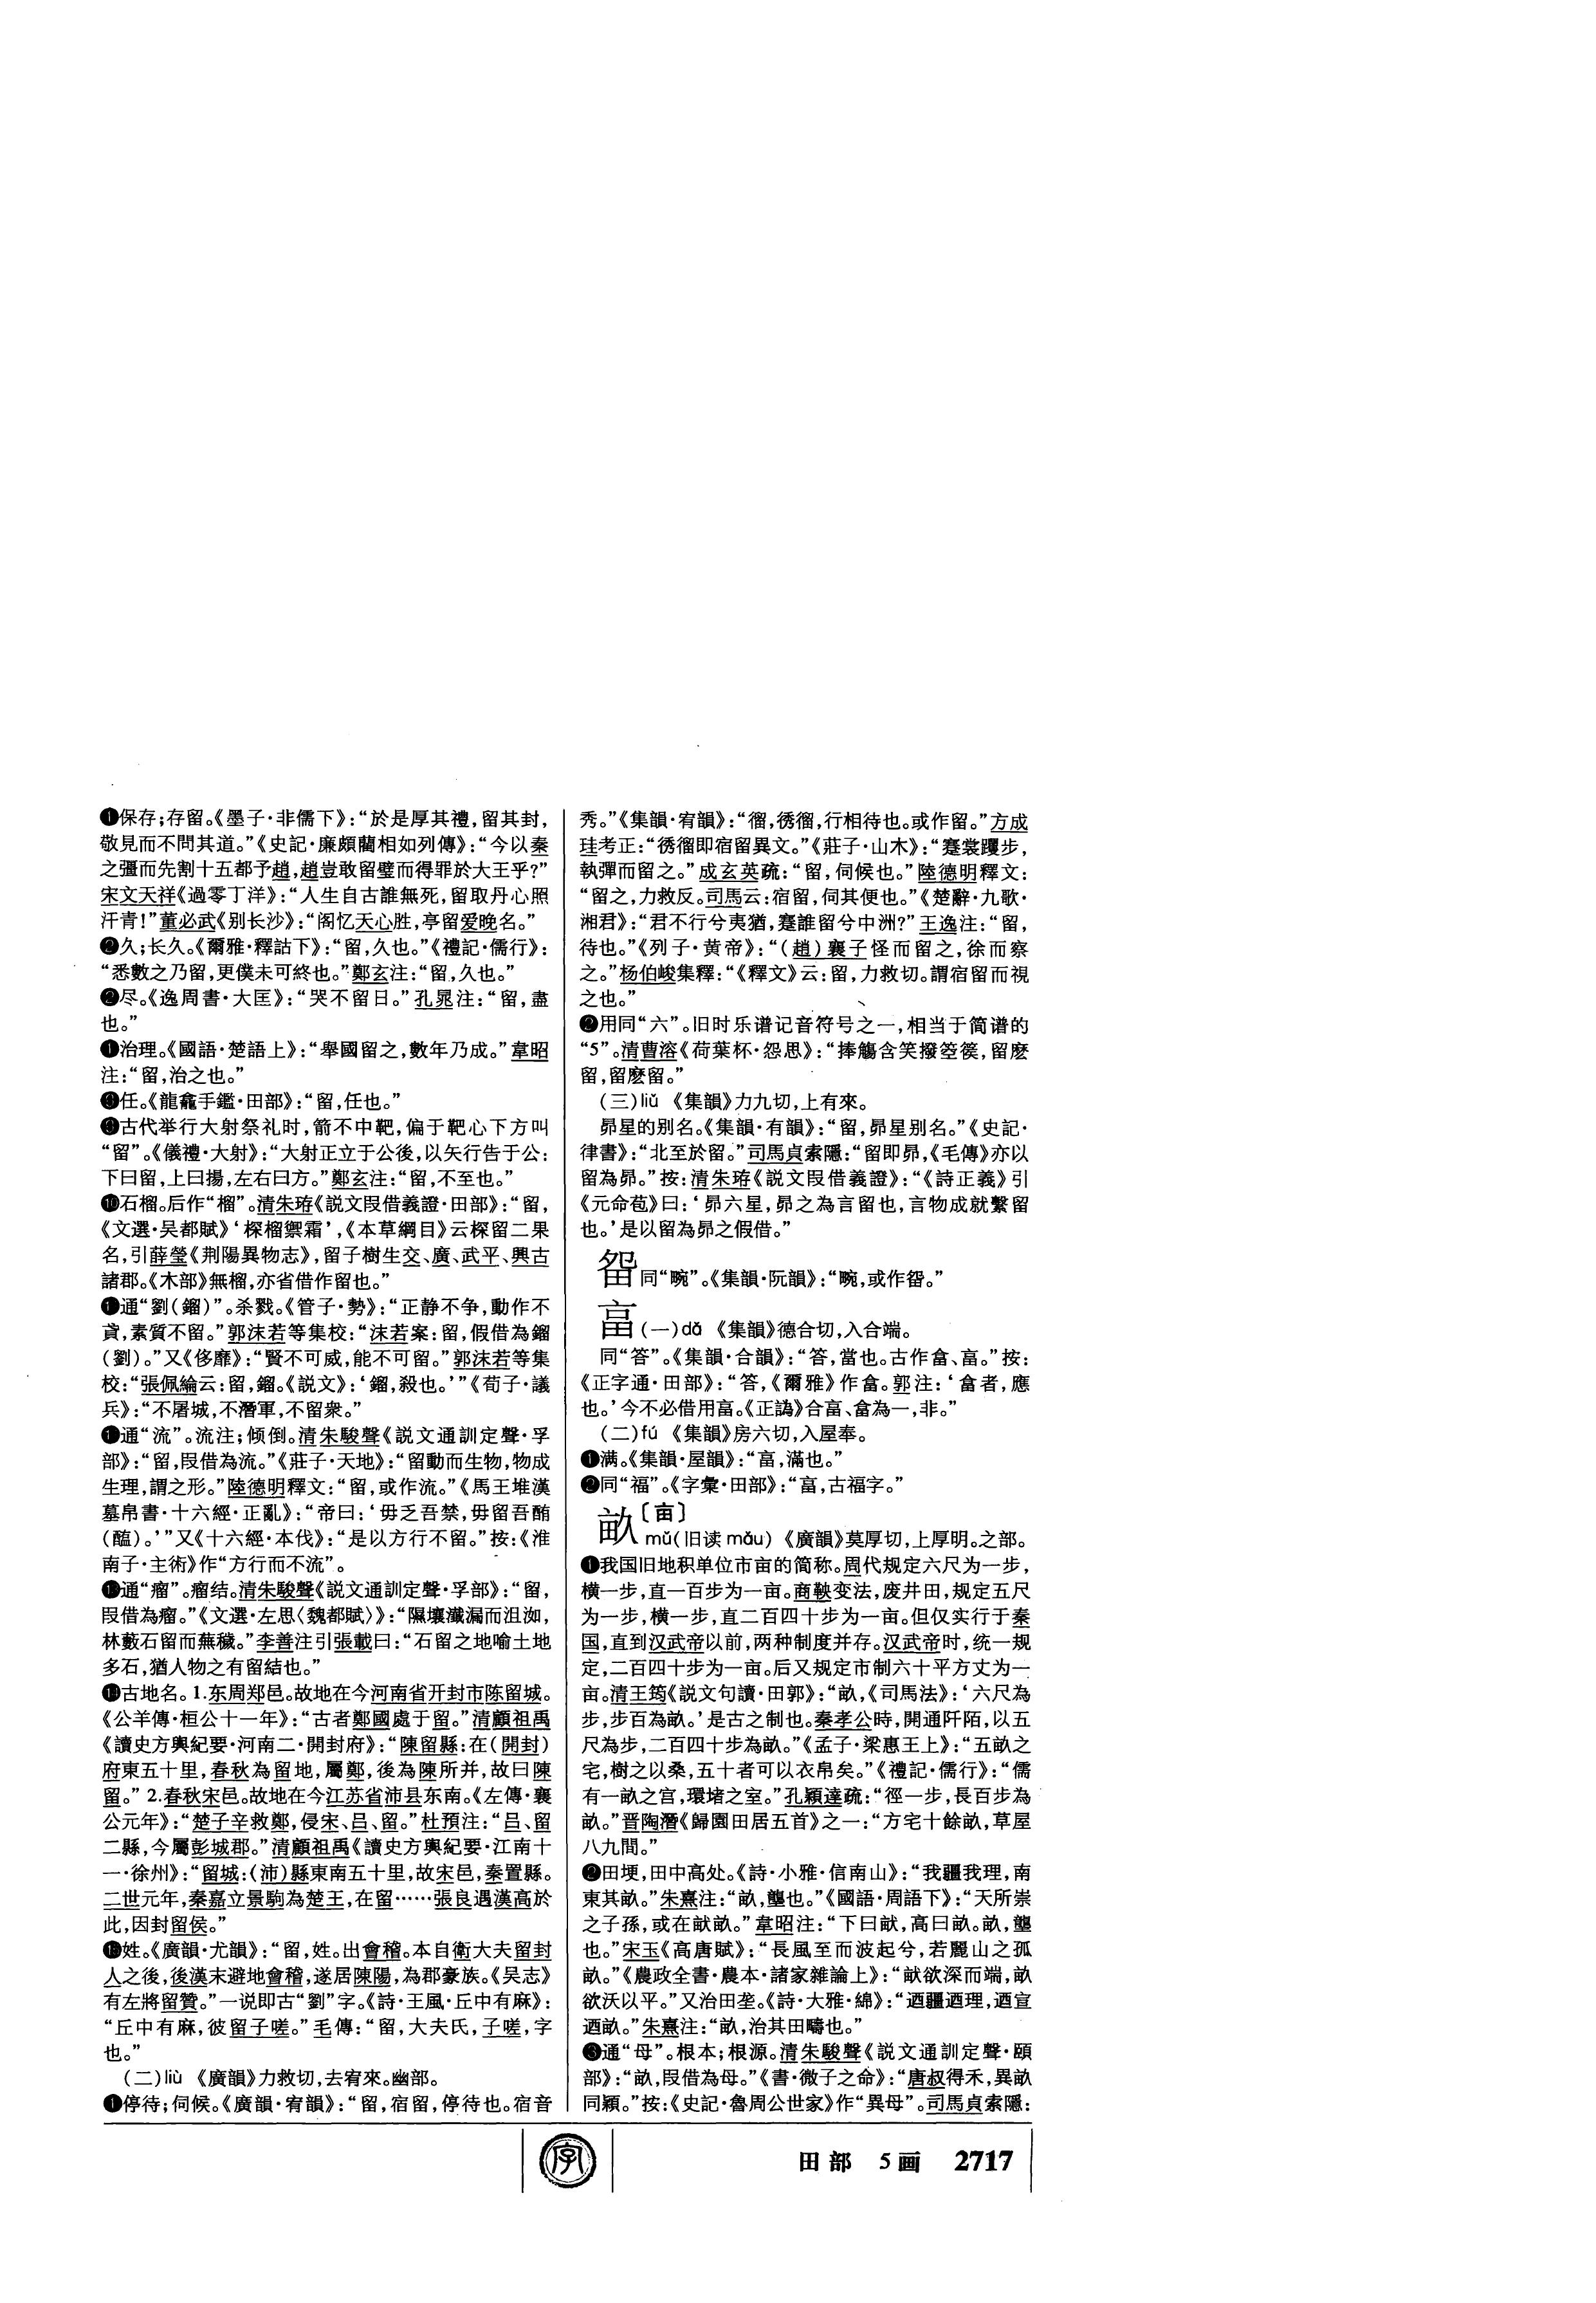 ❶保存;存留。《墨子·非儒下》:“於是厚其禮,留其封,
敬見而不問其道。”《史記·廉頗藺相如列傳》:“今以秦
之彊而先割十五都予趙,趙豈敢留璧而得罪於大王乎?”
宋文天祥《過零丁洋》:“人生自古誰無死,留取丹心照
汗青!”董必武《别长沙》:“阁忆天心胜,亭留爱晚名。”
❷久;长久。《爾雅·釋詁下》:“留,久也。”《禮記·儒行》:
“悉數之乃留,更僕未可終也。”鄭玄注:“留,久也。”
❷尽。《逸周書·大匡》:“哭不留日。”孔晁注:“留,盡
也。”
❶治理。《國語·楚語上》:“舉國留之,數年乃成。”韋昭
注:“留,治之也。”
任。《龍龕手鑑·田部》:“留,任也。”
古代举行大射祭礼时,箭不中靶,偏于靶心下方叫
“留”。《儀禮·大射》:“大射正立于公後,以矢行告于公:
下曰留,上曰揚,左右曰方。”鄭玄注:“留,不至也。”
❿石榴。后作“榴”。清朱珔《説文叚借義證·田部》:“留,
《文選·吴都賦》‘棎榴禦霜’,《本草綱目》云棎留二果
名,引薛瑩《荆陽異物志》,留子樹生交、廣、武平、興古
諸郡。《木部》無榴,亦省借作留也。”
⓫通“劉(鎦)”。杀戮。《管子·勢》:“正静不争,動作不
貣,素質不留。”郭沫若等集校:“沫若案:留,假借為鎦
(劉)。”又《侈靡》:“賢不可威,能不可留。”郭沫若等集
校:“張佩綸云:留,鎦。《説文》:‘鎦,殺也。’”《荀子·議
兵》:“不屠城,不潛軍,不留衆。”
⓬通“流”。流注;倾倒。清朱駿聲《説文通訓定聲·孚
部》:“留,叚借為流。”《莊子·天地》:“留動而生物,物成
生理,謂之形。”陸德明釋文:“留,或作流。”《馬王堆漢
墓帛書·十六經·正亂》:“帝曰:‘毋乏吾禁,毋留吾酭
(醢)。’”又《十六經·本伐》:“是以方行不留。”按:《淮
南子·主術》作“方行而不流”。
⓭通“瘤”。瘤结。清朱駿聲《説文通訓定聲·孚部》:“留,
叚借為瘤。”《文選·左思〈魏都賦〉》:“隰壤瀸漏而沮洳,
林藪石留而蕪穢。”李善注引張載曰:“石留之地喻土地
多石,猶人物之有留結也。”
⓮古地名。1.东周郑邑。故地在今河南省开封市陈留城。
《公羊傳·桓公十一年》:“古者鄭國處于留。”清顧祖禹
《讀史方輿紀要·河南二·開封府》:“陳留縣:在(開封)
府東五十里,春秋為留地,屬鄭,後為陳所并,故曰陳
留。”2.春秋宋邑。故地在今江苏省沛县东南。《左傳·襄
公元年》:“楚子辛救鄭,侵宋、吕、留。”杜預注:“吕、留
二縣,今屬彭城郡。”清顧祖禹《讀史方輿紀要·江南十
一·徐州》:“留城:(沛)縣東南五十里,故宋邑,秦置縣。
二世元年,秦嘉立景駒為楚王,在留……張良遇漢高於
此,因封留侯。”
⓯姓。《廣韻·尤韻》:“留,姓。出會稽。本自衛大夫留封
人之後,後漢末避地會稽,遂居陳陽,為郡豪族。《吴志》
有左將留贊。”一说即古“劉”字。《詩·王風·丘中有麻》:
“丘中有麻,彼留子嗟。”毛傳:“留,大夫氏,子嗟,字
也。”
(二)liù 《廣韻》力救切,去宥來。幽部。
❶停待;伺候。《廣韻·宥韻》:“留,宿留,停待也。宿音
秀。”《集韻·宥韻》:“㨨,㣦㨨,行相待也。或作留。”方成
珪考正:“㣦㨨即宿留異文。”《莊子·山木》:“蹇裳躩步,
執彈而留之。”成玄英疏:“留,伺候也。”陸德明釋文:
“留之,力救反。司馬云:宿留,伺其便也。”《楚辭·九歌·
湘君》:“君不行兮夷猶,蹇誰留兮中洲?”王逸注:“留,
待也。”《列子·黄帝》:“(趙)襄子怪而留之,徐而察
之。”杨伯峻集釋:“《釋文》云:留,力救切。謂宿留而視
之也。”
❷用同“六”。旧时乐谱记音符号之一,相当于简谱的
“5”。清曹溶《荷葉杯·怨思》:“捧觴含笑撥箜篌,留麽
留,留麽留。”
(三)liǔ 《集韻》力九切,上有來。
昴星的别名。《集韻·有韻》:“留,昴星别名。”《史記·
律書》:“北至於留。”司馬貞索隱:“留即昴,《毛傳》亦以
留為昴。”按:清朱珔《説文叚借義證》:“《詩正義》引
《元命苞》曰:‘昴六星,昴之為言留也,言物成就繫留
也。’是以留為昴之假借。”
㽜同“畹”。《集韻·阮韻》:“畹,或作㽜。”
畗(一)dá 《集韻》德合切,入合端。
同“答”。《集韻·合韻》:“答,當也。古作畣、畗。”按:
《正字通·田部》:“答,《爾雅》作畣。郭注:‘畣者,應
也。’今不必借用畗。《正譌》合畗、畣為一,非。”
(二)fú 《集韻》房六切,入屋奉。
❶满。《集韻·屋韻》:“畗,滿也。”
❷同“福”。《字彙·田部》:“畗,古福字。”
畝〔亩〕
mǔ(旧读mǒu) 《廣韻》莫厚切,上厚明。之部。
❶我国旧地积单位市亩的简称。周代规定六尺为一步,
横一步,直一百步为一亩。商鞅变法,废井田,规定五尺
为一步,横一步,直二百四十步为一亩。但仅实行于秦
国,直到汉武帝以前,两种制度并存。汉武帝时,统一规
定,二百四十步为一亩。后又规定市制六十平方丈为一
亩。清王筠《説文句讀·田郭》:“畝,《司馬法》:‘六尺為
步,步百為畝。’是古之制也。秦孝公時,開通阡陌,以五
尺為步,二百四十步為畝。”《孟子·梁惠王上》:“五畝之
宅,樹之以桑,五十者可以衣帛矣。”《禮記·儒行》:“儒
有一畝之宫,環堵之室。”孔穎達疏:“徑一步,長百步為
畝。”晋陶潛《歸園田居五首》之一:“方宅十餘畝,草屋
八九間。”
❷田埂,田中高处。《詩·小雅·信南山》:“我疆我理,南
東其畝。”朱熹注:“畝,壟也。”《國語·周語下》:“天所崇
之子孫,或在畎畝。”韋昭注:“下曰畎,高曰畝。畝,壟
也。”宋玉《高唐賦》:“長風至而波起兮,若麗山之孤
畝。”《農政全書·農本·諸家雜論上》:“畎欲深而端,畝
欲沃以平。”又治田垄。《詩·大雅·綿》:“迺疆迺理,迺宣
迺畝。”朱熹注:“畝,治其田疇也。”
❸通“母”。根本;根源。清朱駿聲《説文通訓定聲·頤
部》:“畝,叚借為母。”《書·微子之命》:“唐叔得禾,異畝
同穎。”按:《史記·魯周公世家》作“異母”。司馬貞索隱:
字
田部 5画 2717